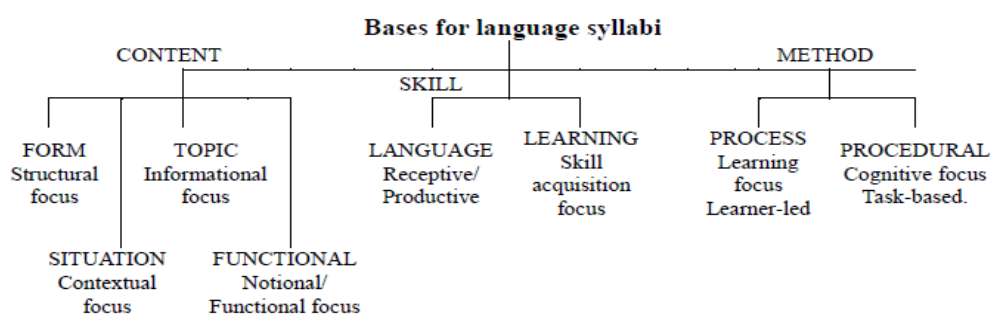 Bases for language syllabi
CONTENT
METHOD
SKILL
FORM
Structural
focus
TOPIC
Informational
focus
LANGUAGE
Receptive/
Productive
LEARNING
Skill
acquisition
focus
PROCESS
Learning
focus
Learner-led
PROCEDURAL
Cognitive focus
Task-based.
SITUATION
Contextual
focus
FUNCTIONAL
Notional/
Functional focus